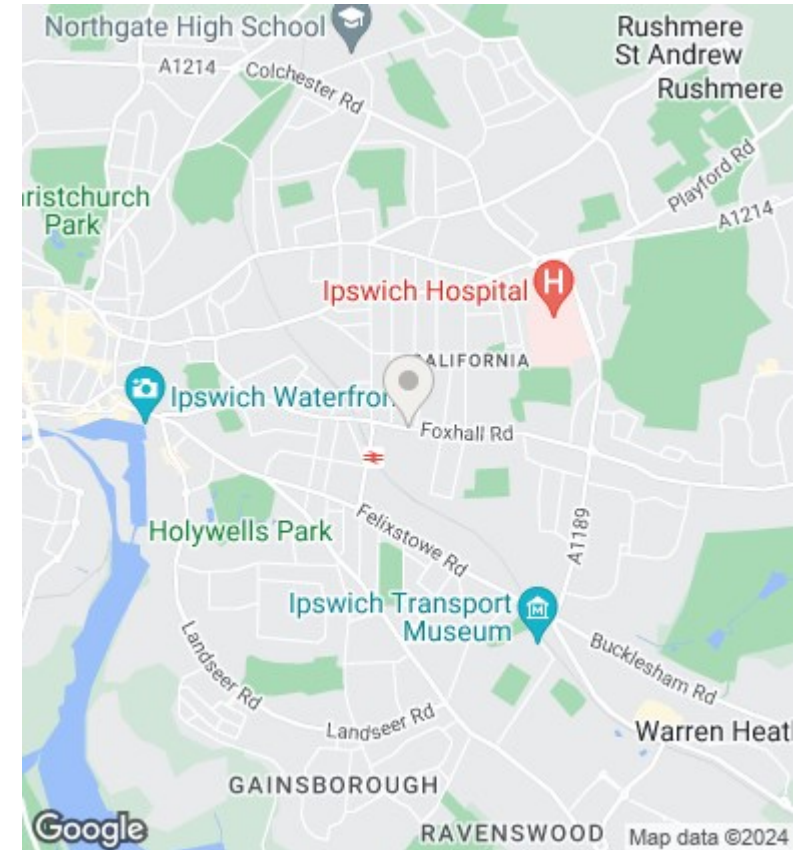 Northgate High School
Rushmere
St Andrew
Rushmere
A1214
Colchester Rd
Playford Rd
A1214
ristchurch
Park
Ipswich Hospital
H
ALIFORNIA
Ipswich Waterfron
Foxhall Rd
Holywells Park
Felixstowe Rd
A1189
Ipswich Transport
Museum
M
Bucklesham Rd
Landseer Rd
Landseer Rd
Warren Heat
GAINSBOROUGH
RAVENSWOOD
Google
Map data ©2024